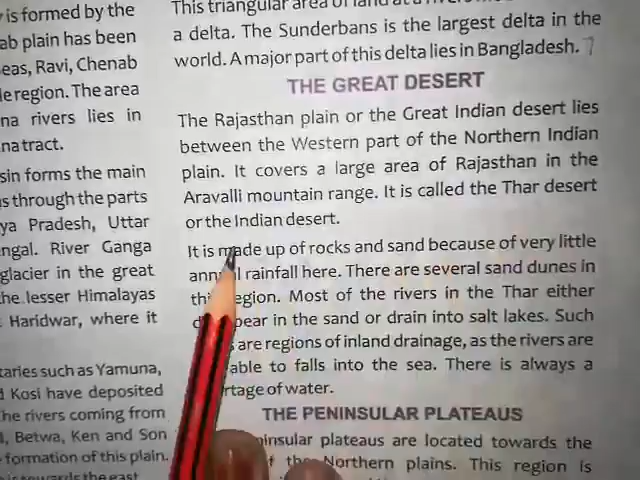 y is formed by the
ab plain has been
eas, Ravi, Chenab
le region. The area
na rivers lies in
na tract.
sin forms the main
s through the parts
ya Pradesh, Uttar
ngal. River Ganga
glacier in the great
he lesser Himalayas
Haridwar, where it
taries such as Yamuna,
d Kosi have deposited
he rivers coming from
l, Betwa, Ken and Son
formation of this plain.
towards the east
This triangular area of land at a
a delta. The Sunderbans is the largest delta in the
world. A major part of this delta lies in Bangladesh.
THE GREAT DESERT
The Rajasthan plain or the Great Indian desert lies
between the Western part of the Northern Indian
plain. It covers a large area of Rajasthan in the
Aravalli mountain range. It is called the Thar desert
or the Indian desert.
It is made up of rocks and sand because of very little
ann l rainfall here. There are several sand dunes in
thi region. Most of the rivers in the Thar either
d pear in the sand or drain into salt lakes. Such
are regions of inland drainage, as the rivers are
able to falls into the sea. There is always a
rtage of water.
THE PENINSULAR PLATEAUS
insular plateaus are located towards the
f the Northern plains. This region is